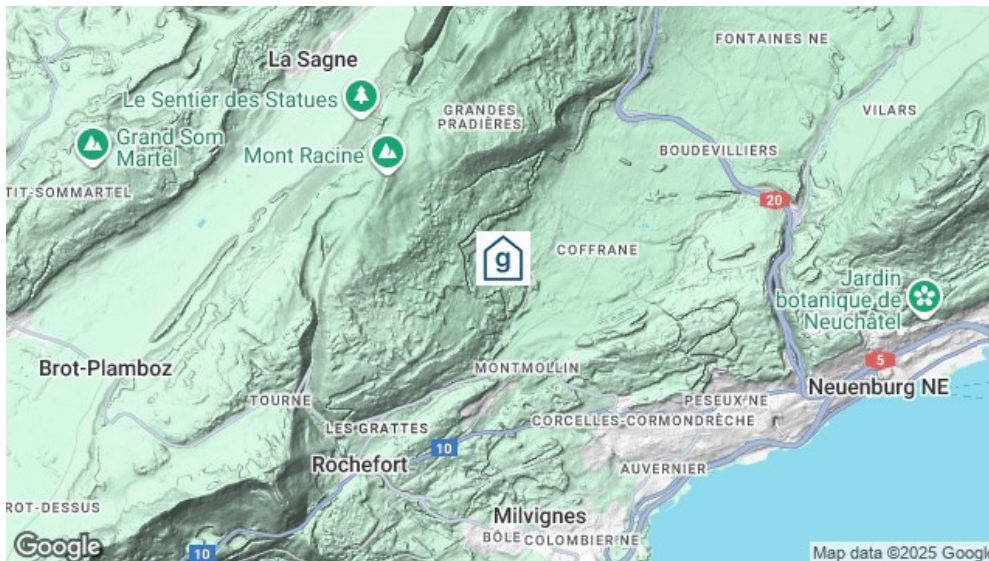 FONTAINES NE
La Sagne
Le Sentier des Statues
GRANDES
PRADIÈRES
VILARS
Grand Som
Martel
Mont Racine
BOUDEVILLIERS
TIT-SOMMARTEL
20
g
COFFRANE
Jardin
botanique de
Neuchâtel
Brot-Plamboz
MONTMOLLIN
5
Neuenburg NE
TOURNE
PESEUX NE
LES GRATTES
CORCELLES-CORMONDRÈCHE
10
Rochefort
AUVERNIER
ROT-DESSUS
Milvignes
BÔLE
COLOMBIER NE
Google
10
Map data ©2025 Google